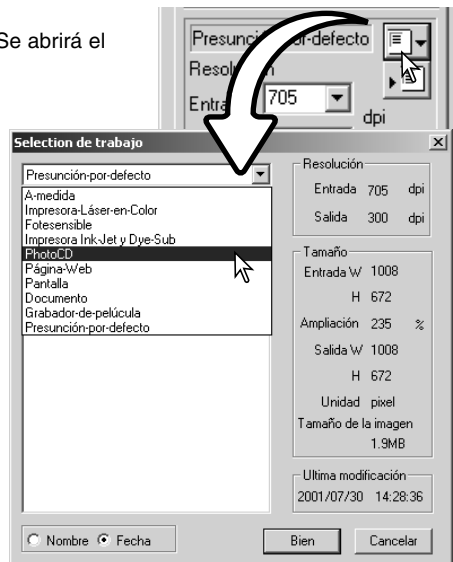 Se abrirá el
Presunción-por-defecto
Resolución
Entrada 705
dpi
Selection de trabajo
Presunción-por-defecto
A-medida
Impresora-Láser-en-Color
Fotesensible
Impresora Ink-Jet y Dye-Sub
PhotoCD
Página-Web
Pantalla
Documento
Grabador-de-pelúcula
Presunción-por-defecto
Resolución
Entrada 705 dpi
Salida 300 dpi
Tamaño
Entrada W 1008
H 672
Ampliación 235 %
Salida W 1008
H 672
Unidad pixel
Tamaño de la imagen
1.9MB
Ultima modificación
2001/07/30 14:28:36
Nombre Fecha
Bien Cancelar